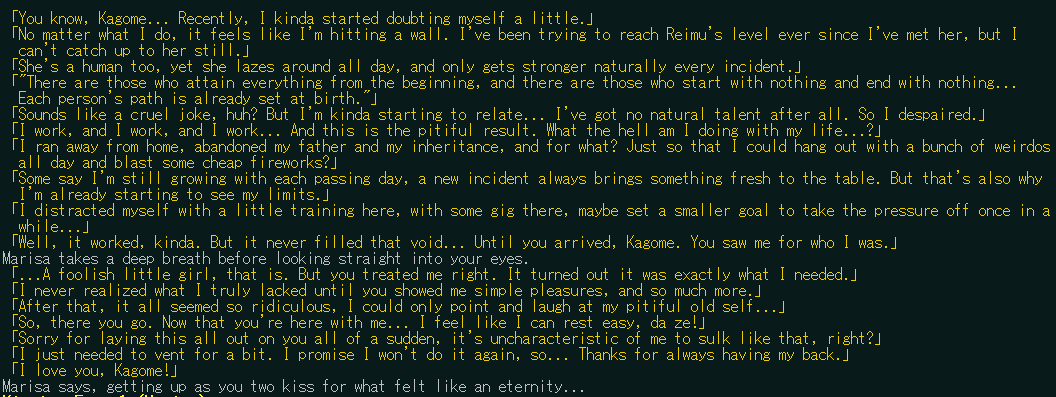 「You know, Kagome... Recently, I kinda started doubting myself a little.」
「No matter what I do, it feels like I'm hitting a wall. I've been trying to reach Reimu's level ever since I've met her, but I
can't catch up to her still.」
「She's a human too, yet she lazes around all day, and only gets stronger naturally every incident.」
「"There are those who attain everything from the beginning, and there are those who start with nothing and end with nothing...
Each person's path is already set at birth."」
「Sounds like a cruel joke, huh? But I'm kinda starting to relate... I've got no natural talent after all. So I despaired.」
「I work, and I work, and I work... And this is the pitiful result. What the hell am I doing with my life...?」
「I ran away from home, abandoned my father and my inheritance, and for what? Just so that I could hang out with a bunch of weirdos
all day and blast some cheap fireworks?」
「Some say I'm still growing with each passing day, a new incident always brings something fresh to the table. But that's also why
I'm already starting to see my limits.」
「I distracted myself with a little training here, with some gig there, maybe set a smaller goal to take the pressure off once in a
while...」
「Well, it worked, kinda. But it never filled that void... Until you arrived, Kagome. You saw me for who I was.」
Marisa takes a deep breath before looking straight into your eyes.
「...A foolish little girl, that is. But you treated me right. It turned out it was exactly what I needed.」
「I never realized what I truly lacked until you showed me simple pleasures, and so much more.」
「After that, it all seemed so ridiculous, I could only point and laugh at my pitiful old self...」
「So, there you go. Now that you're here with me... I feel like I can rest easy, da ze!」
「Sorry for laying this all out on you all of a sudden, it's uncharacteristic of me to sulk like that, right?」
「I just needed to vent for a bit. I promise I won't do it again, so... Thanks for always having my back.」
「I love you, Kagome!」
Marisa says, getting up as you two kiss for what felt like an eternity...